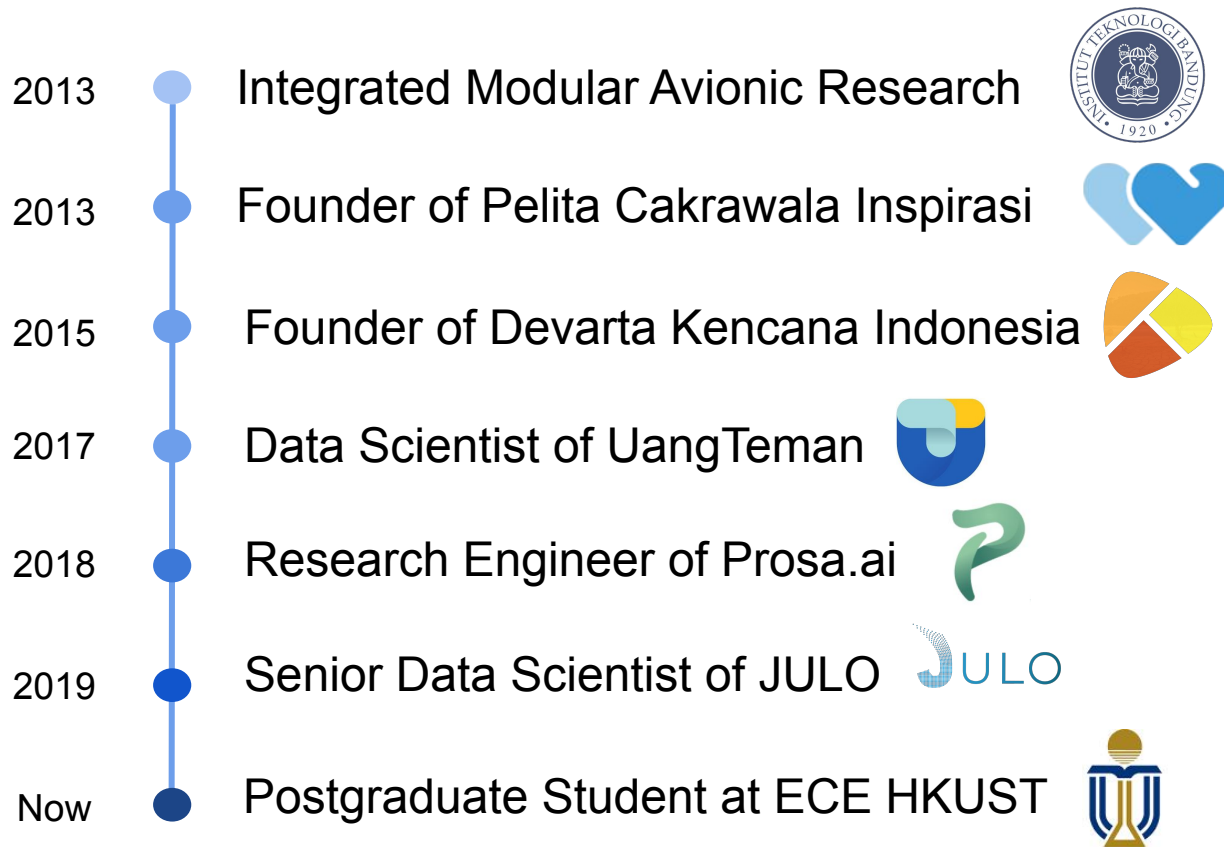 2013 Integrated Modular Avionic Research
INSTITUT TEKNOLOGI BANDUNG
1920
2013 Founder of Pelita Cakrawala Inspirasi
2015 Founder of Devarta Kencana Indonesia
2017 Data Scientist of UangTeman
2018 Research Engineer of Prosa.ai
2019 Senior Data Scientist of JULO
JULO
Now Postgraduate Student at ECE HKUST